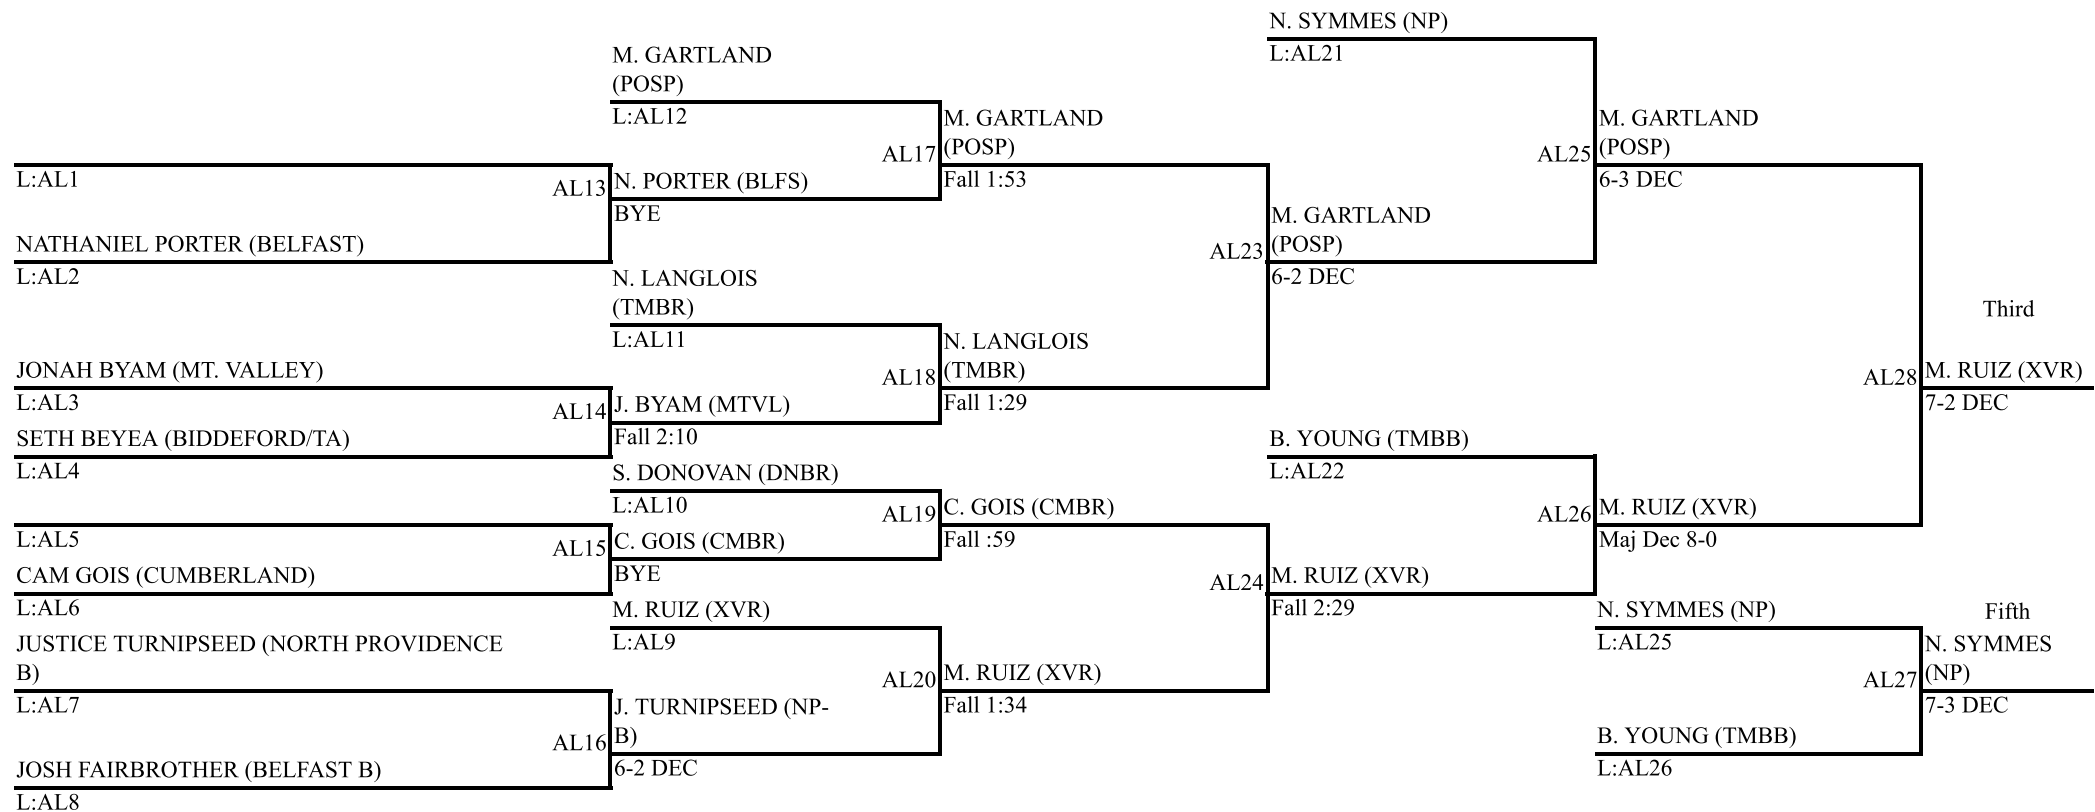 N. SYMMES (NP)
L:AL21
M. GARTLAND
(POSP)
L:AL12
M. GARTLAND
(POSP)
Fall 1:53
AL17
M. GARTLAND
(POSP)
6-3 DEC
AL25
L:AL1
AL13
N. PORTER (BLFS)
BYE
NATHANIEL PORTER (BELFAST)
L:AL2
M. GARTLAND
(POSP)
6-2 DEC
AL23
N. LANGLOIS
(TMBR)
L:AL11
Third
JONAH BYAM (MT. VALLEY)
L:AL3
AL14
J. BYAM (MTVL)
Fall 2:10
N. LANGLOIS
(TMBR)
Fall 1:29
AL18
AL28
M. RUIZ (XVR)
7-2 DEC
SETH BEYEA (BIDDEFORD/TA)
L:AL4
B. YOUNG (TMBB)
L:AL22
S. DONOVAN (DNBR)
L:AL10
AL19
C. GOIS (CMBR)
Fall :59
AL26
M. RUIZ (XVR)
Maj Dec 8-0
L:AL5
AL15
C. GOIS (CMBR)
BYE
CAM GOIS (CUMBERLAND)
L:AL6
AL24
M. RUIZ (XVR)
Fall 2:29
M. RUIZ (XVR)
L:AL9
N. SYMMES (NP)
L:AL25
Fifth
JUSTICE TURNIPSEED (NORTH PROVIDENCE
B)
L:AL7
AL20
M. RUIZ (XVR)
Fall 1:34
AL27
N. SYMMES
(NP)
7-3 DEC
AL16
J. TURNIPSEED (NP-
B)
6-2 DEC
B. YOUNG (TMBB)
L:AL26
JOSH FAIRBROTHER (BELFAST B)
L:AL8